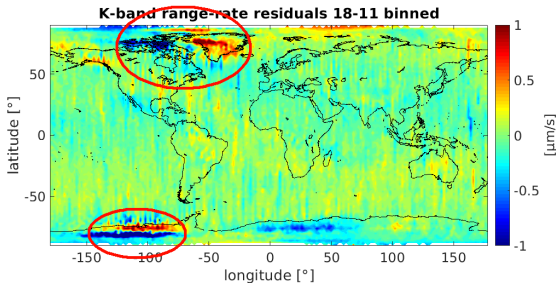 K-band range-rate residuals 18-11 binned
latitude [°]
50
0
-50
-150 -100 -50 0 50 100 150
longitude [°]
1
0.5
0
-0.5
-1
[μm/s]